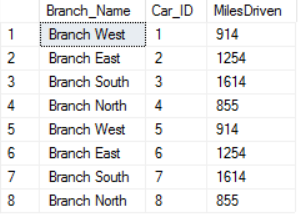 Branch_Name Car_ID MilesDriven
1 Branch West 1 914
2 Branch East 2 1254
3 Branch South 3 1614
4 Branch North 4 855
5 Branch West 5 914
6 Branch East 6 1254
7 Branch South 7 1614
8 Branch North 8 855